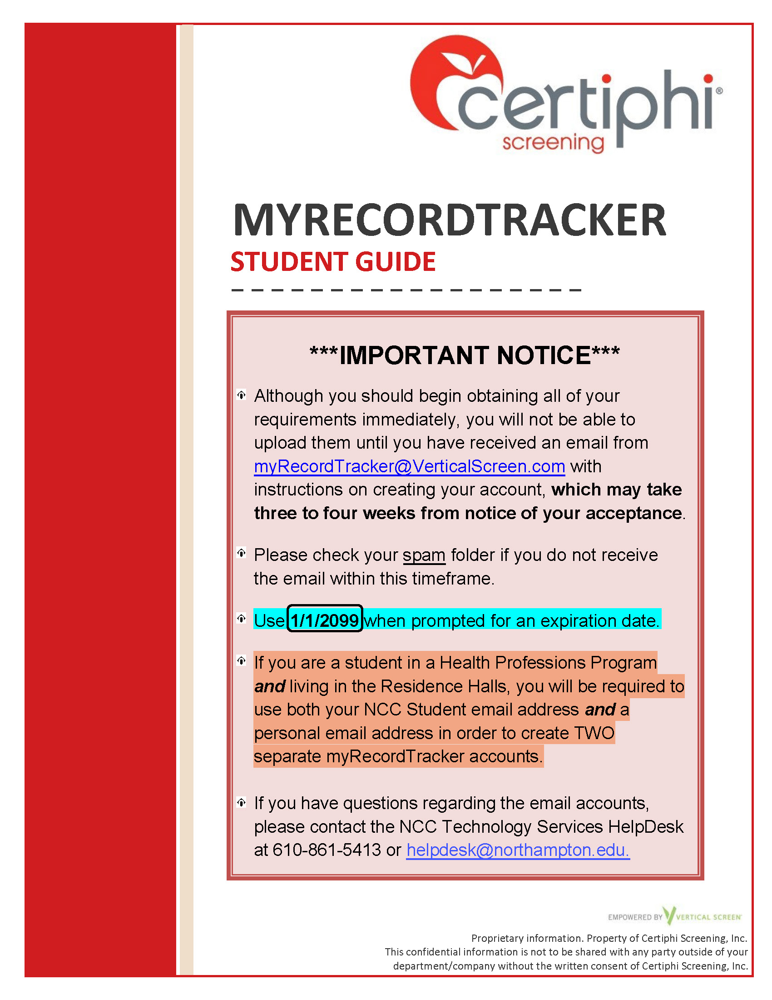 certiphi®
screening
MYRECORDTRACKER
STUDENT GUIDE
***IMPORTANT NOTICE***
Although you should begin obtaining all of your
requirements immediately, you will not be able to
upload them until you have received an email from
myRecordTracker@VerticalScreen.com with
instructions on creating your account, which may take
three to four weeks from notice of your acceptance.
Please check your spam folder if you do not receive
the email within this timeframe.
Use 1/1/2099 when prompted for an expiration date.
If you are a student in a Health Professions Program
and living in the Residence Halls, you will be required to
use both your NCC Student email address and a
personal email address in order to create TWO
separate myRecordTracker accounts.
If you have questions regarding the email accounts,
please contact the NCC Technology Services HelpDesk
at 610-861-5413 or helpdesk@northampton.edu.
EMPOWERED BY VERTICAL SCREEN
Proprietary information. Property of Certiphi Screening, Inc.
This confidential information is not to be shared with any party outside of your
department/company without the written consent of Certiphi Screening, Inc.